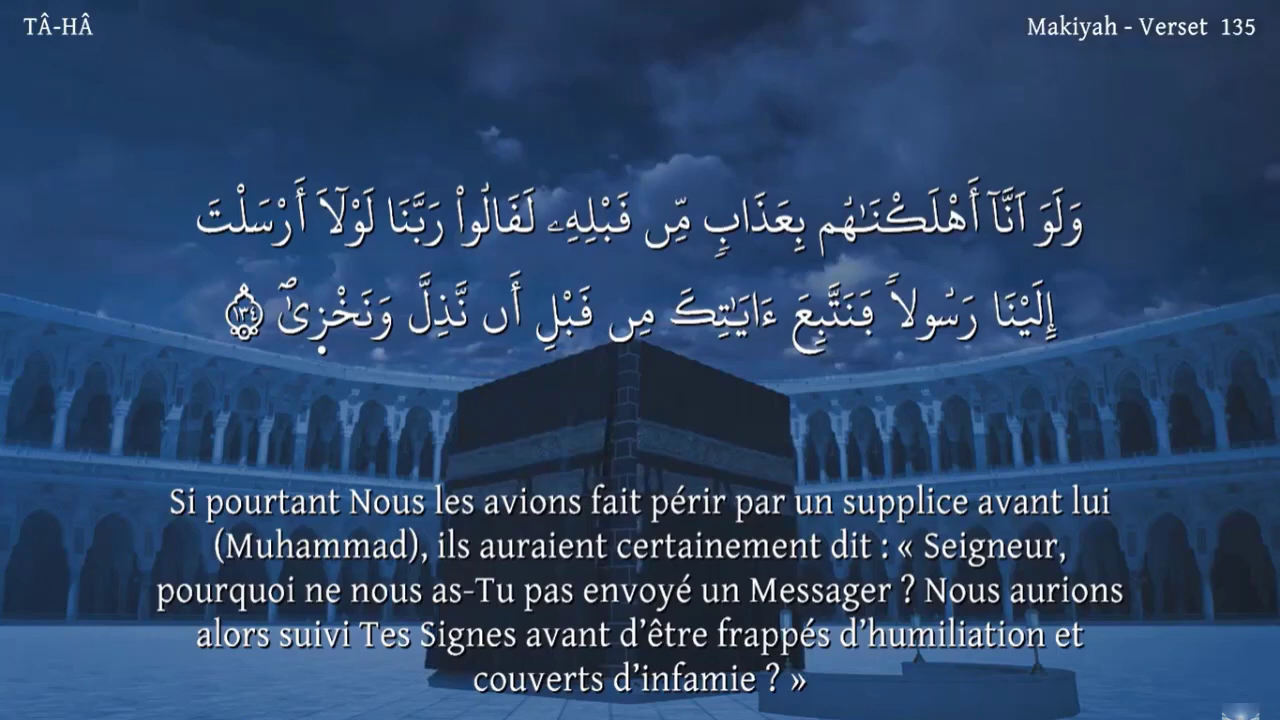 TÂ-HÂ
Makiyah - Verset 135
وَلَوَ اَنَّآ أَهْلَكْنَٰهُم بِعَذَابٖ مِّن قَبْلِهِۦ لَقَالُواْ رَبَّنَا لَوْلَآ أَرْسَلْتَ
إِلَيْنَا رَسُولاٗ فَنَتَّبِعَ ءَايَٰتِكَ مِن قَبْلِ أَن نَّذِلَّ وَنَخْز۪ىٰۖ ١٣٤
Si pourtant Nous les avions fait périr par un supplice avant lui
(Muhammad), ils auraient certainement dit : « Seigneur,
pourquoi ne nous as-Tu pas envoyé un Messager ? Nous aurions
alors suivi Tes Signes avant d’être frappés d’humiliation et
couverts d’infamie ? »